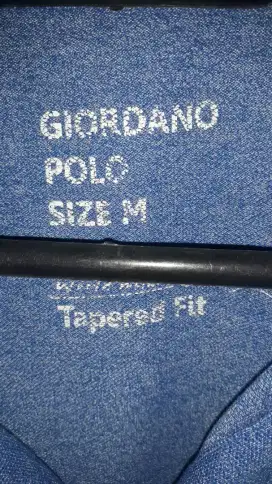 GIORDANO
POLO
SIZE M
Tapered Fit